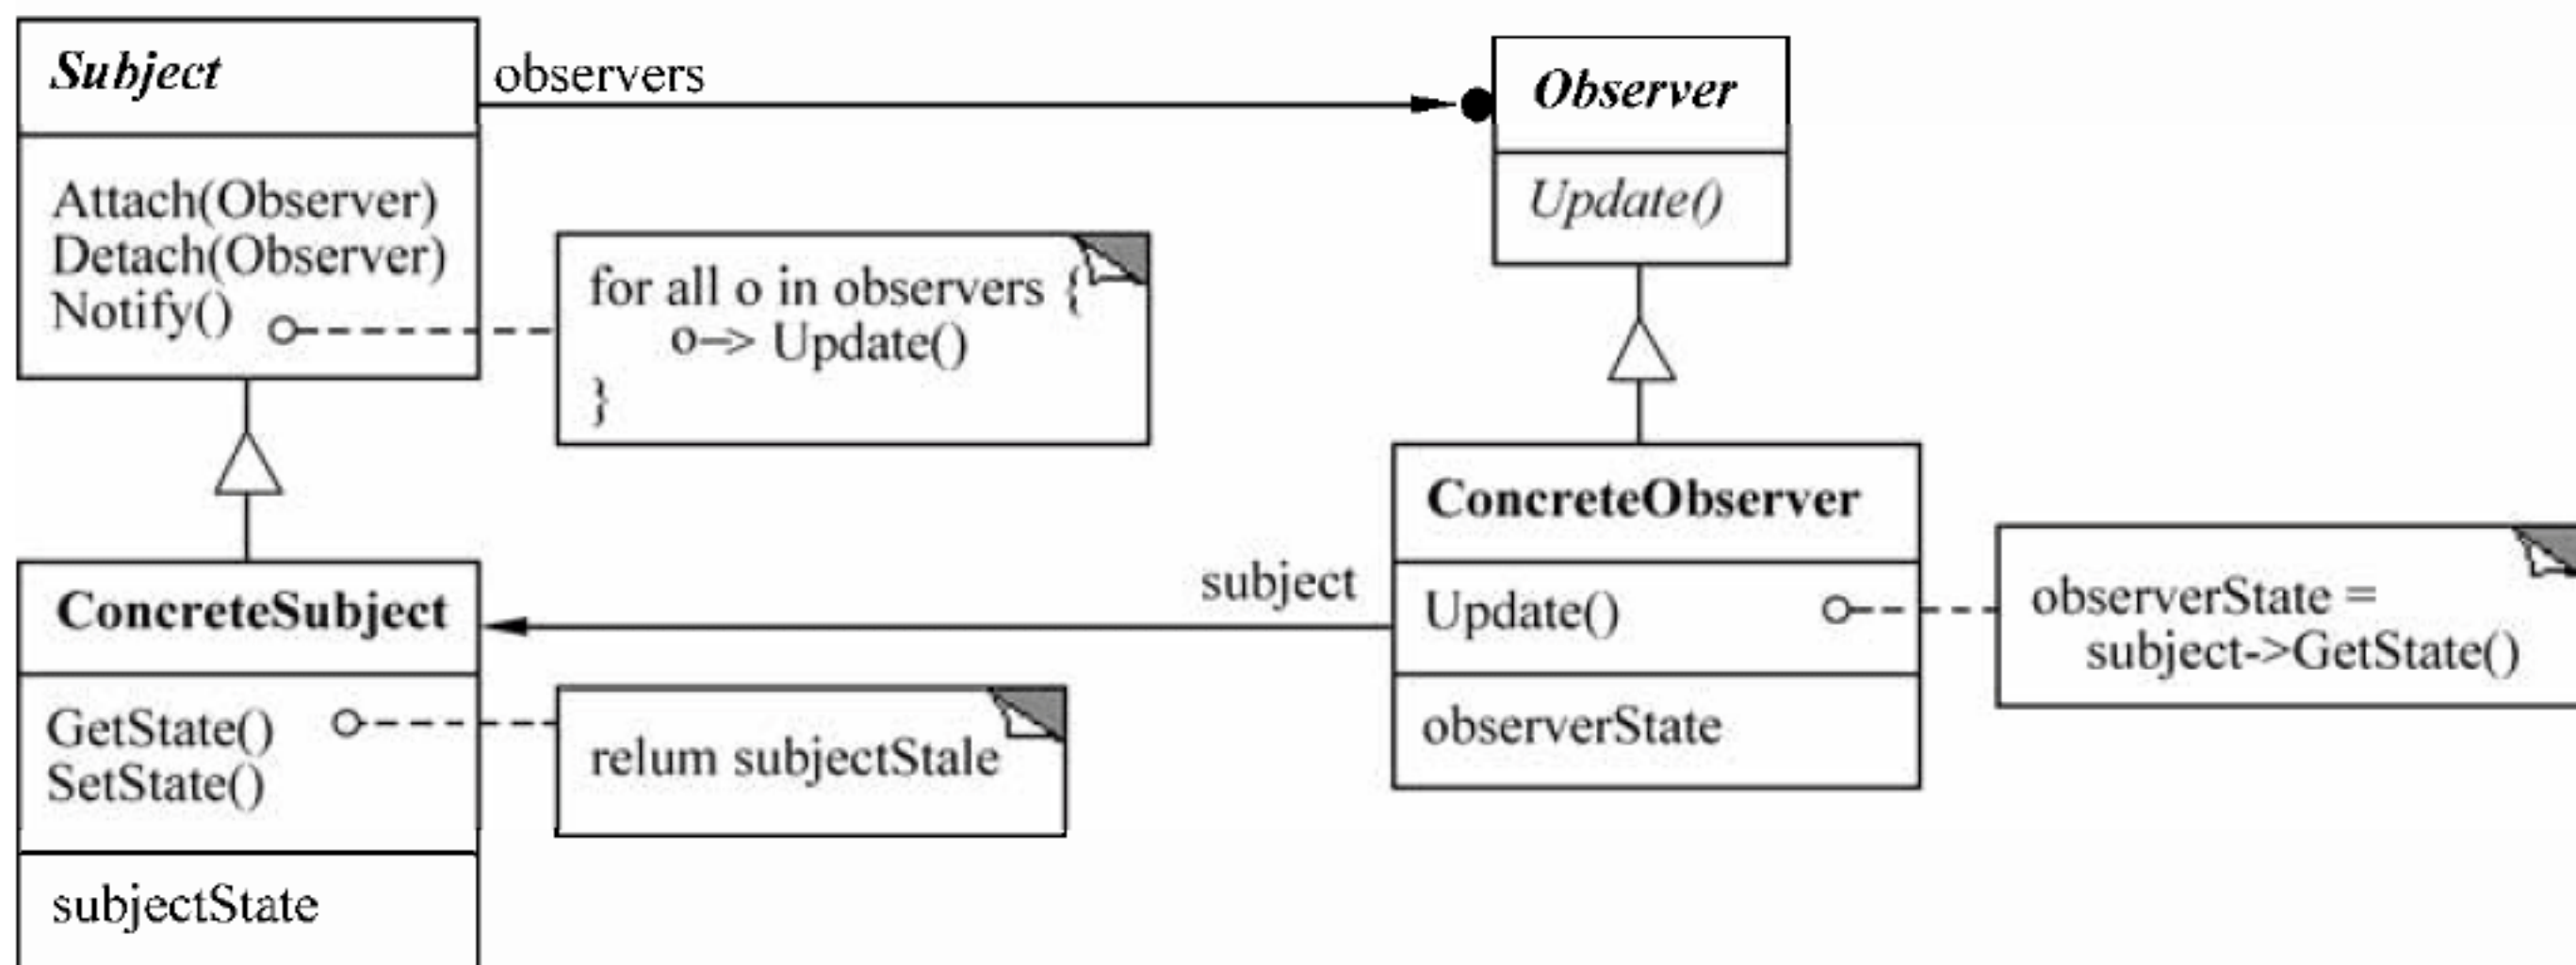 Subject
observers
Observer
Attach(Observer)
Detach(Observer)
Notify()
for all o in observers {
o–> Update()
}
Update()
ConcreteSubject
subject
ConcreteObserver
Update()
observerState =
subject->GetState()
GetState()
SetState()
relum subjectStale
observerState
subjectState